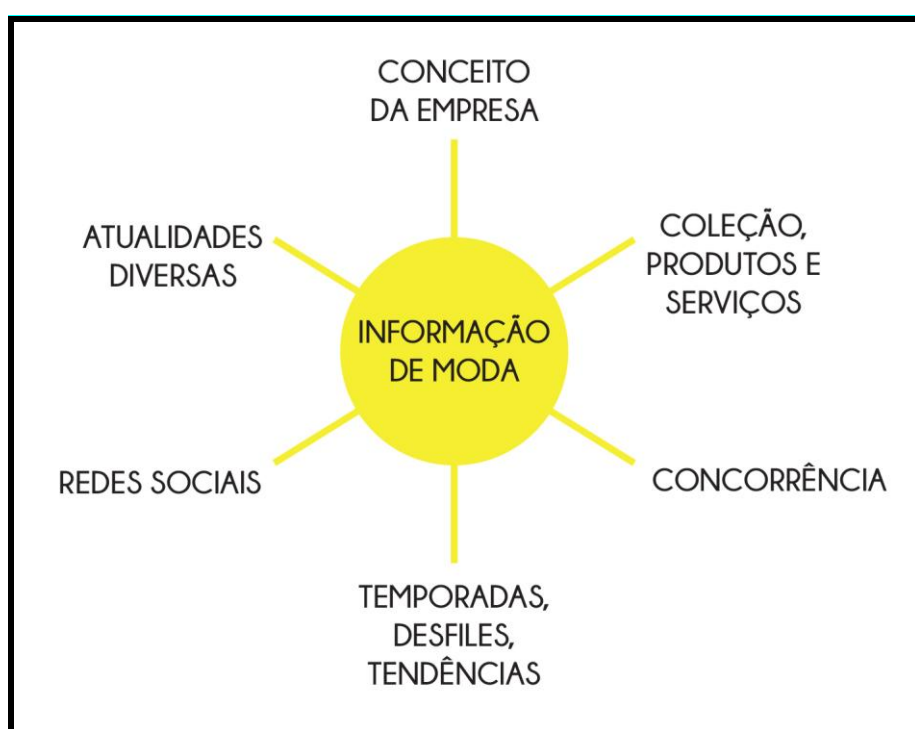 CONCEITO
DA EMPRESA
COLEÇÃO,
PRODUTOS E
SERVIÇOS
CONCORRÊNCIA
TEMPORADAS,
DESFILES,
TENDÊNCIAS
REDES SOCIAIS
ATUALIDADES
DIVERSAS
INFORMAÇÃO
DE MODA